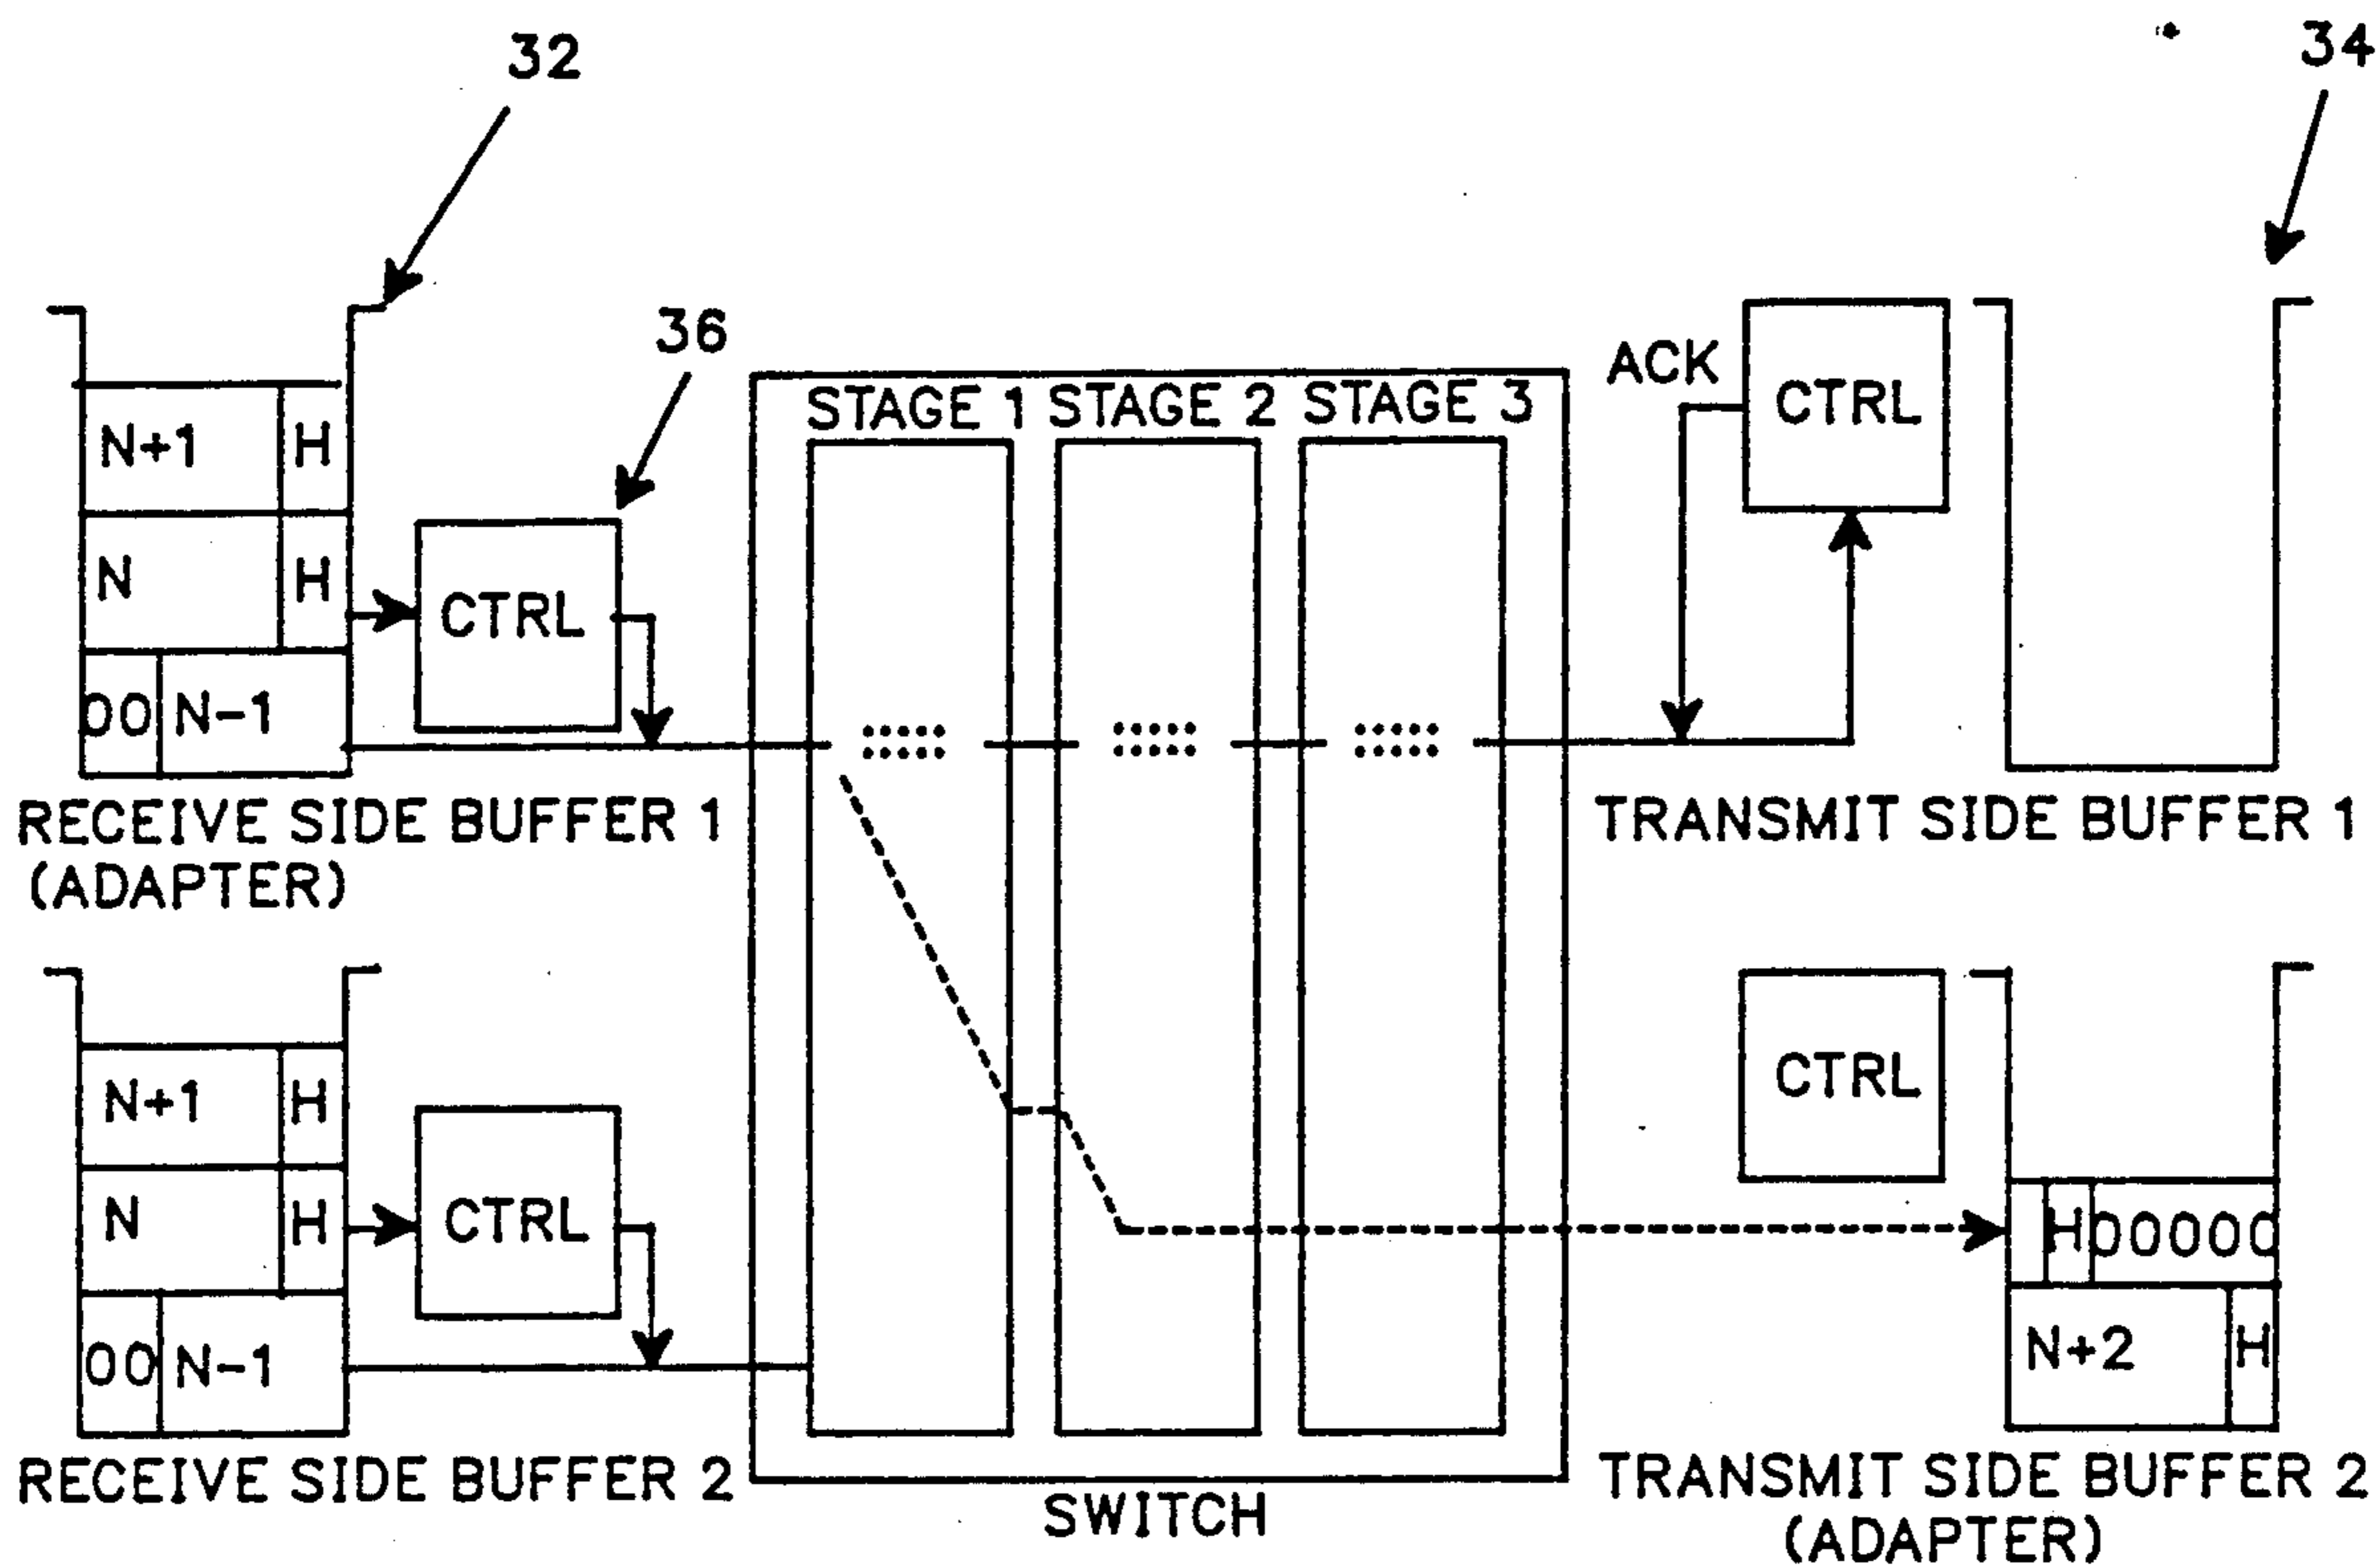 32
34
36
STAGE 1 STAGE 2 STAGE 3
ACK
CTRL
N+1 H
N H
CTRL
00 N-1
RECEIVE SIDE BUFFER 1
(ADAPTER)
TRANSMIT SIDE BUFFER 1
N+1 H
N H
CTRL
00 N-1
RECEIVE SIDE BUFFER 2
CTRL
H 00000
N+2 H
TRANSMIT SIDE BUFFER 2
(ADAPTER)
SWITCH